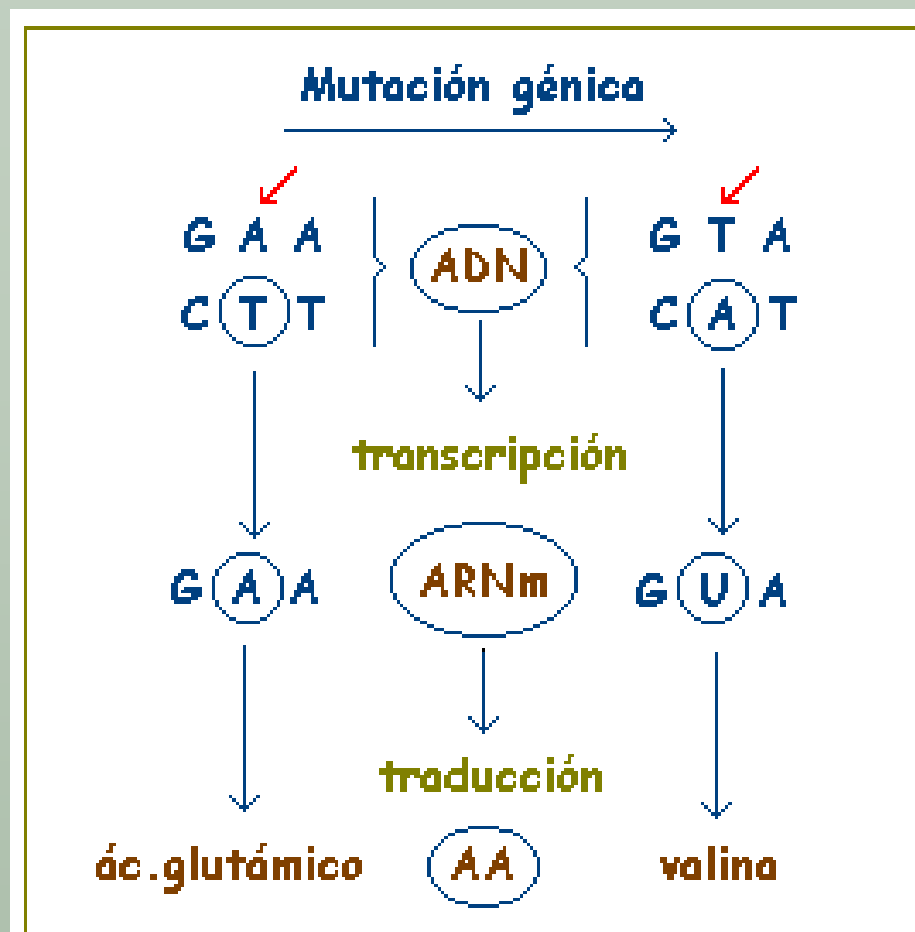 Mutación génica
G A A ADN G T A
C T T C A T
transcripción
G A A ARNm G U A
traducción
ác.glutámico AA valina